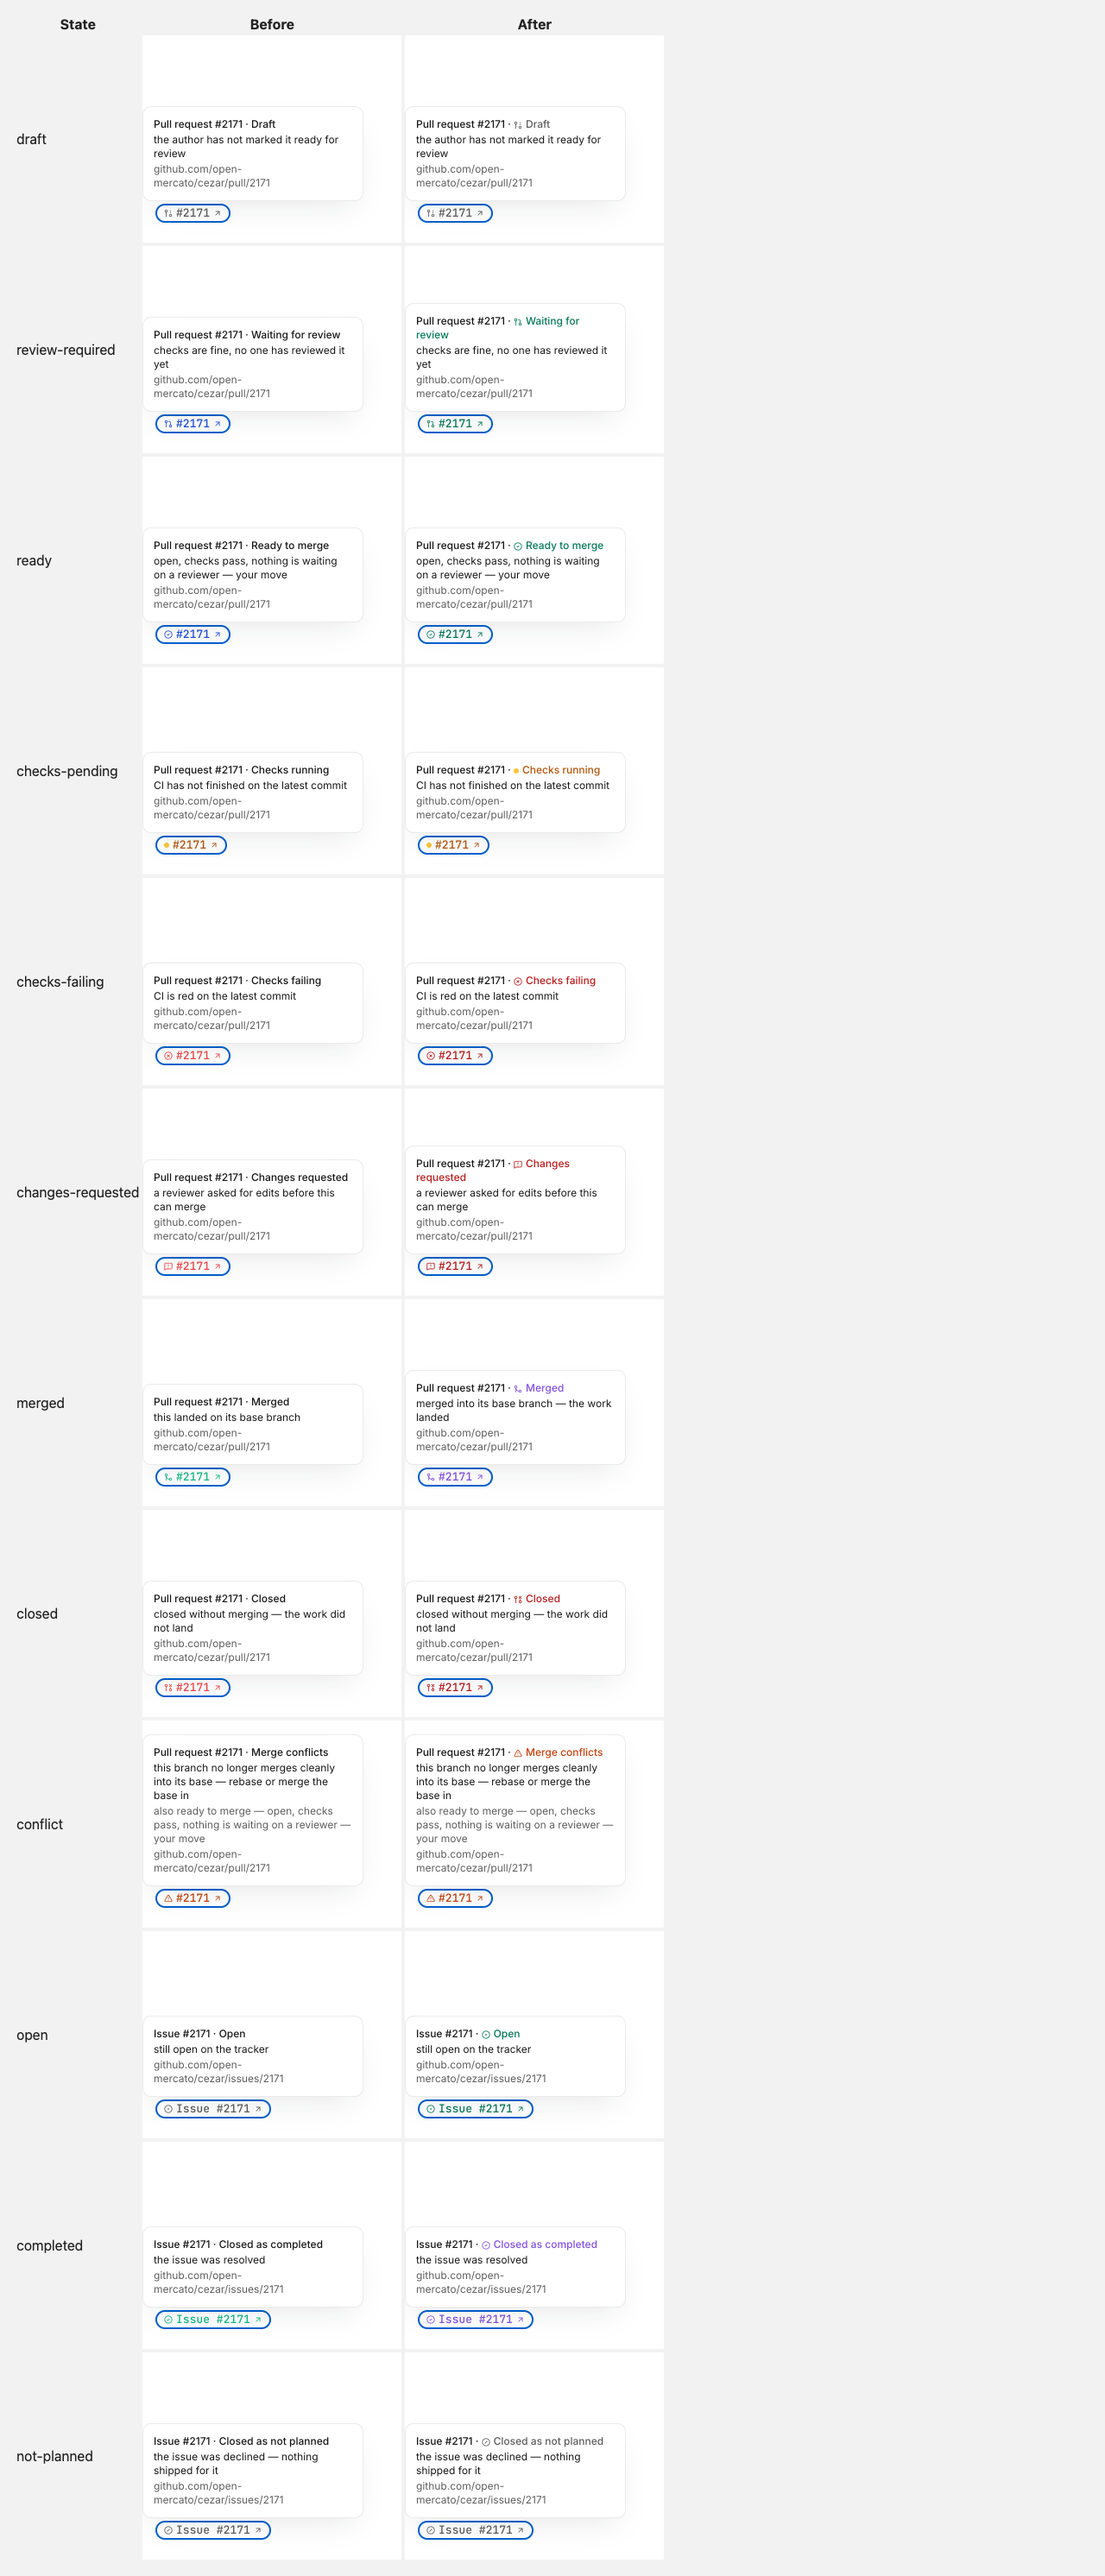 State Before After
draft
Pull request #2171 · Draft
the author has not marked it ready for
review
github.com/open-
mercato/cezar/pull/2171
#2171
Pull request #2171 · Draft
the author has not marked it ready for
review
github.com/open-
mercato/cezar/pull/2171
#2171
review-required
Pull request #2171 · Waiting for review
checks are fine, no one has reviewed it
yet
github.com/open-
mercato/cezar/pull/2171
#2171
Pull request #2171 · Waiting for
review
checks are fine, no one has reviewed it
yet
github.com/open-
mercato/cezar/pull/2171
#2171
ready
Pull request #2171 · Ready to merge
open, checks pass, nothing is waiting
on a reviewer — your move
github.com/open-
mercato/cezar/pull/2171
#2171
Pull request #2171 · Ready to merge
open, checks pass, nothing is waiting
on a reviewer — your move
github.com/open-
mercato/cezar/pull/2171
#2171
checks-pending
Pull request #2171 · Checks running
CI has not finished on the latest commit
github.com/open-
mercato/cezar/pull/2171
#2171
Pull request #2171 · Checks running
CI has not finished on the latest commit
github.com/open-
mercato/cezar/pull/2171
#2171
checks-failing
Pull request #2171 · Checks failing
CI is red on the latest commit
github.com/open-
mercato/cezar/pull/2171
#2171
Pull request #2171 · Checks failing
CI is red on the latest commit
github.com/open-
mercato/cezar/pull/2171
#2171
changes-requested
Pull request #2171 · Changes requested
a reviewer asked for edits before this
can merge
github.com/open-
mercato/cezar/pull/2171
#2171
Pull request #2171 · Changes
requested
a reviewer asked for edits before this
can merge
github.com/open-
mercato/cezar/pull/2171
#2171
merged
Pull request #2171 · Merged
this landed on its base branch
github.com/open-
mercato/cezar/pull/2171
#2171
Pull request #2171 · Merged
merged into its base branch — the work
landed
github.com/open-
mercato/cezar/pull/2171
#2171
closed
Pull request #2171 · Closed
closed without merging — the work did
not land
github.com/open-
mercato/cezar/pull/2171
#2171
Pull request #2171 · Closed
closed without merging — the work did
not land
github.com/open-
mercato/cezar/pull/2171
#2171
conflict
Pull request #2171 · Merge conflicts
this branch no longer merges cleanly
into its base — rebase or merge the
base in
also ready to merge — open, checks
pass, nothing is waiting on a reviewer —
your move
github.com/open-
mercato/cezar/pull/2171
#2171
Pull request #2171 · Merge conflicts
this branch no longer merges cleanly
into its base — rebase or merge the
base in
also ready to merge — open, checks
pass, nothing is waiting on a reviewer —
your move
github.com/open-
mercato/cezar/pull/2171
#2171
open
Issue #2171 · Open
still open on the tracker
github.com/open-
mercato/cezar/issues/2171
Issue #2171
Issue #2171 · Open
still open on the tracker
github.com/open-
mercato/cezar/issues/2171
Issue #2171
completed
Issue #2171 · Closed as completed
the issue was resolved
github.com/open-
mercato/cezar/issues/2171
Issue #2171
Issue #2171 · Closed as completed
the issue was resolved
github.com/open-
mercato/cezar/issues/2171
Issue #2171
not-planned
Issue #2171 · Closed as not planned
the issue was declined — nothing
shipped for it
github.com/open-
mercato/cezar/issues/2171
Issue #2171
Issue #2171 · Closed as not planned
the issue was declined — nothing
shipped for it
github.com/open-
mercato/cezar/issues/2171
Issue #2171